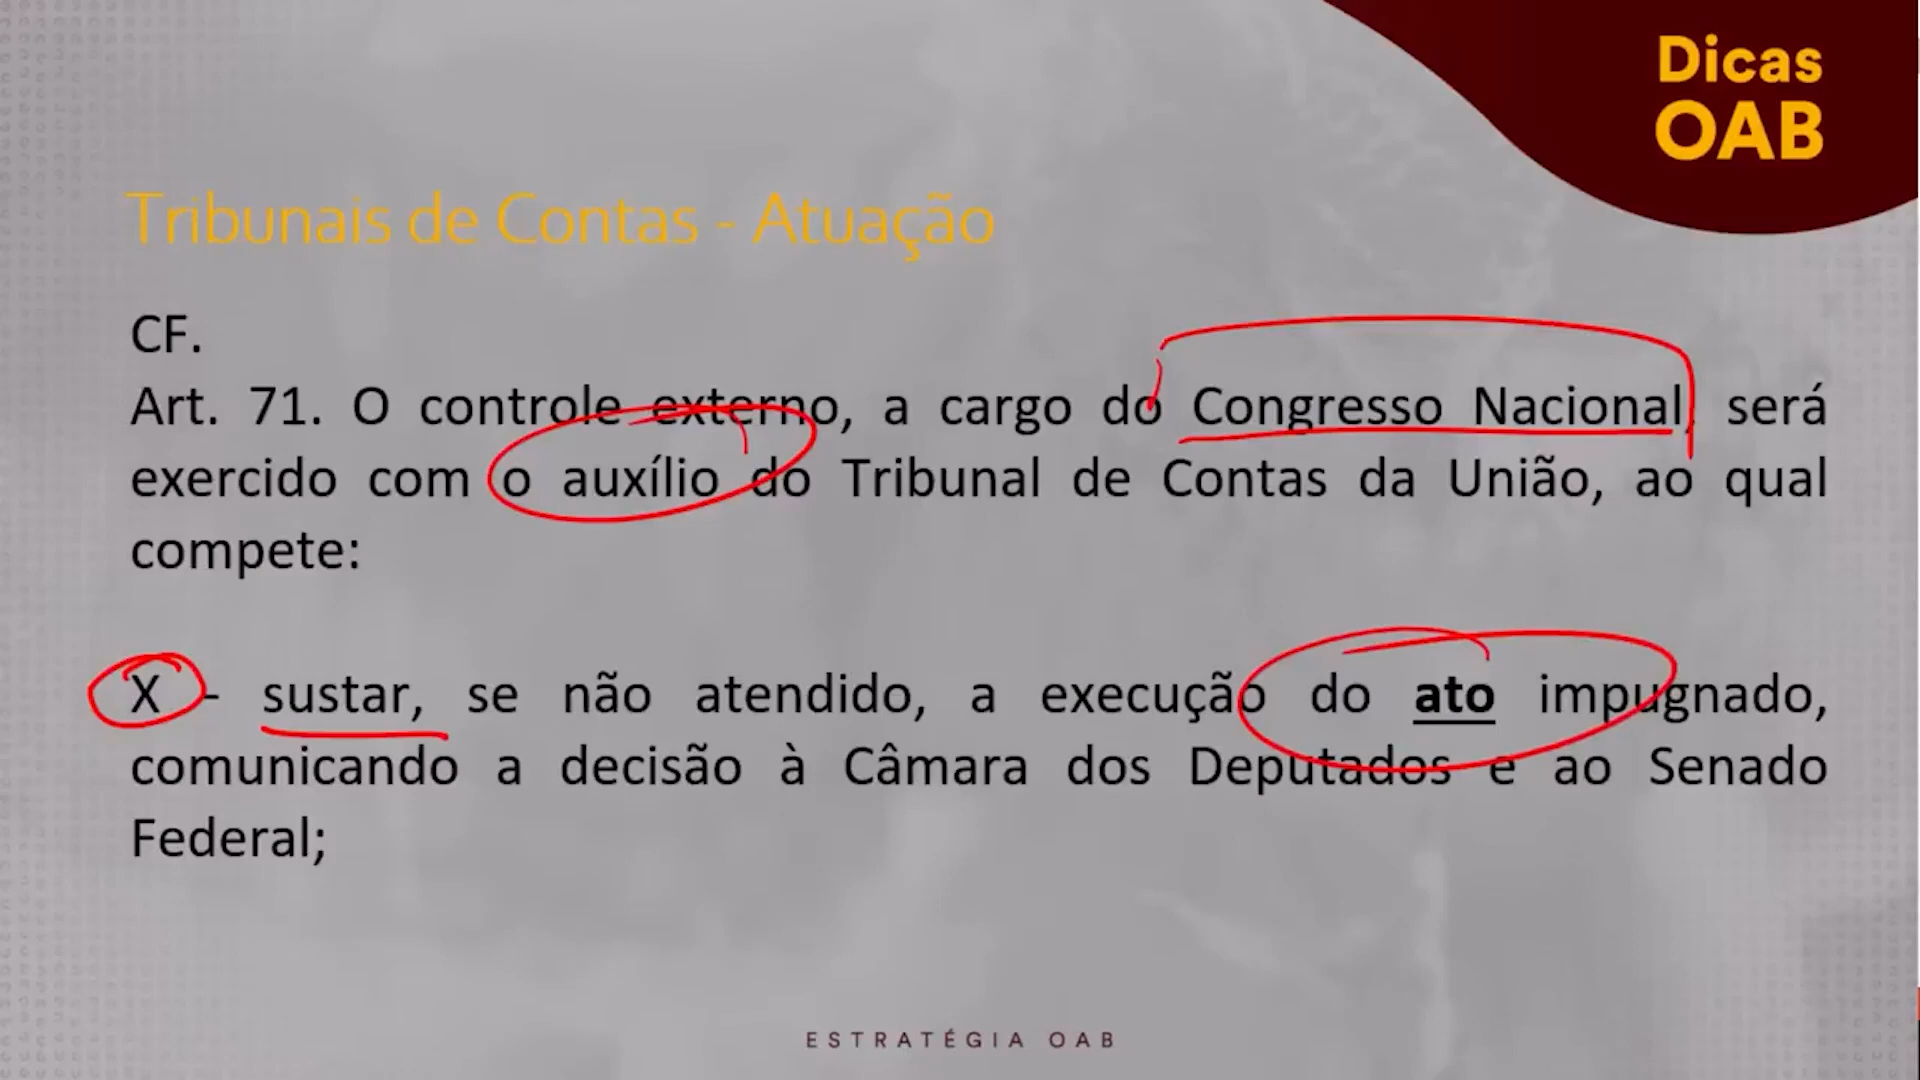 Dicas
OAB
Tribunais de Contas - Atuação
CF.
Art. 71. O controle externo, a cargo do Congresso Nacional, será
exercido com o auxílio do Tribunal de Contas da União, ao qual
compete:
X - sustar, se não atendido, a execução do ato impugnado,
comunicando a decisão à Câmara dos Deputados e ao Senado
Federal;
ESTRATÉGIA OAB